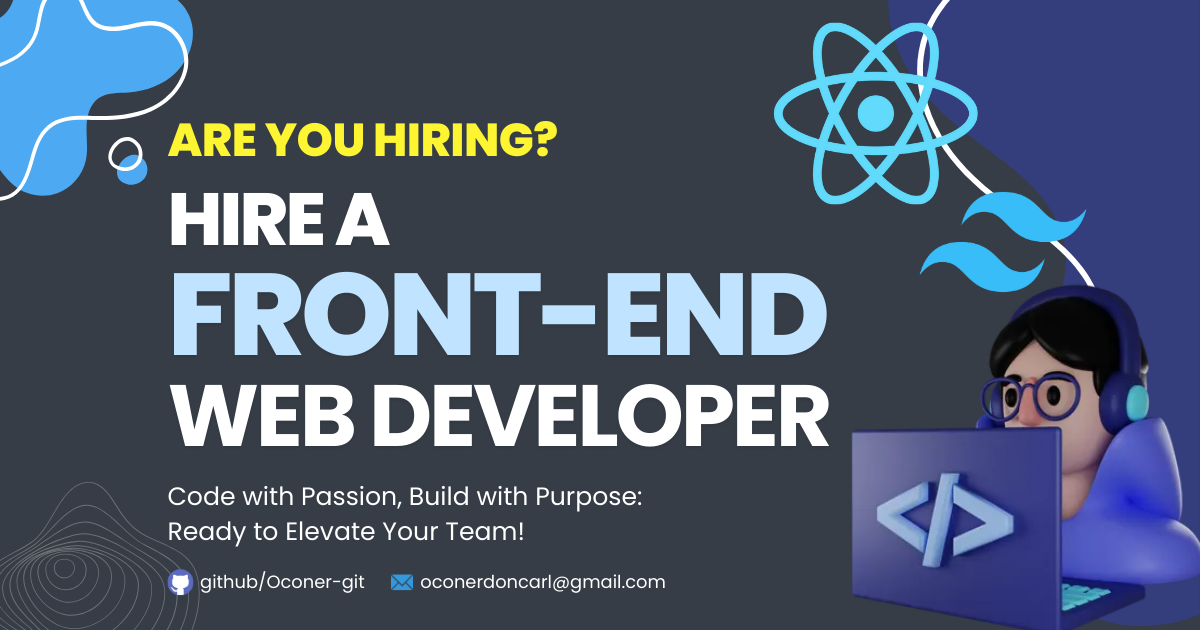 ARE YOU HIRING?
HIRE A
FRONT-END
WEB DEVELOPER
Code with Passion, Build with Purpose:
Ready to Elevate Your Team!
github/Oconer-git
oconerdoncarl@gmail.com
<//>